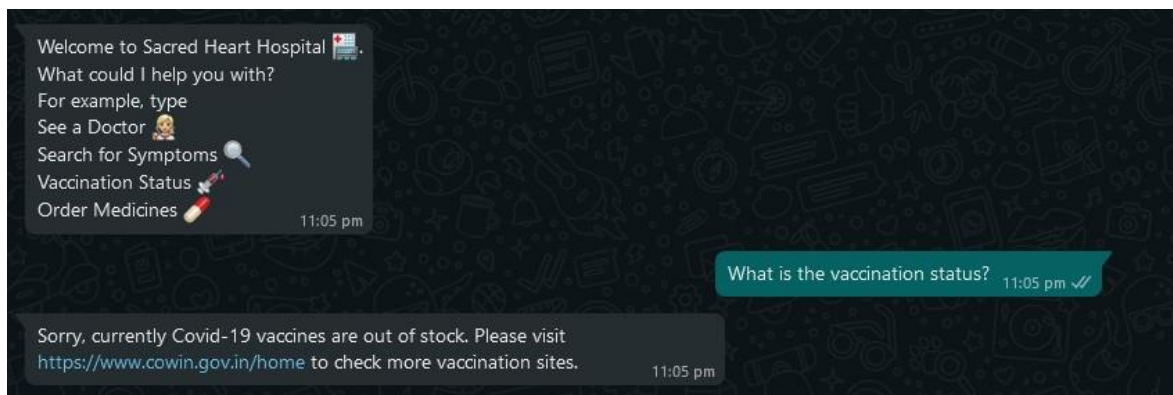 Welcome to Sacred Heart Hospital 🏥.
What could I help you with?
For example, type
See a Doctor 👩🏼‍⚕️
Search for Symptoms 🔍
Vaccination Status 💉
Order Medicines 💊
11:05 pm
What is the vaccination status? 11:05 pm
Sorry, currently Covid-19 vaccines are out of stock. Please visit
https://www.cowin.gov.in/home to check more vaccination sites.
11:05 pm